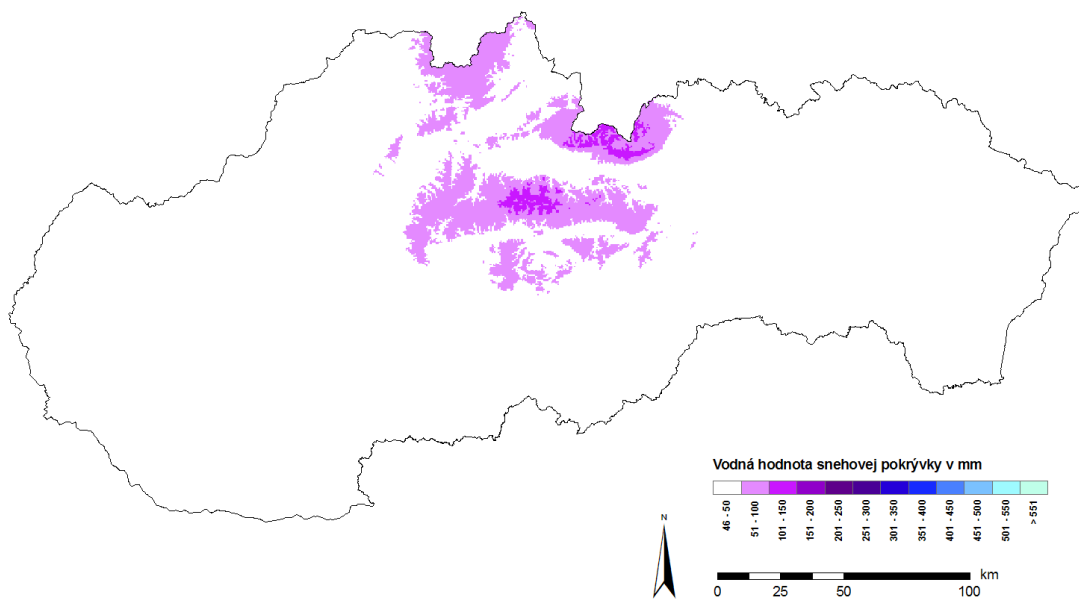 Vodná hodnota snehovej pokrývky v mm
46 - 50
51 - 100
101 - 150
151 - 200
201 - 250
251 - 300
301 - 350
351 - 400
401 - 450
451 - 500
501 - 550
> 551
N
km
0 25 50 100